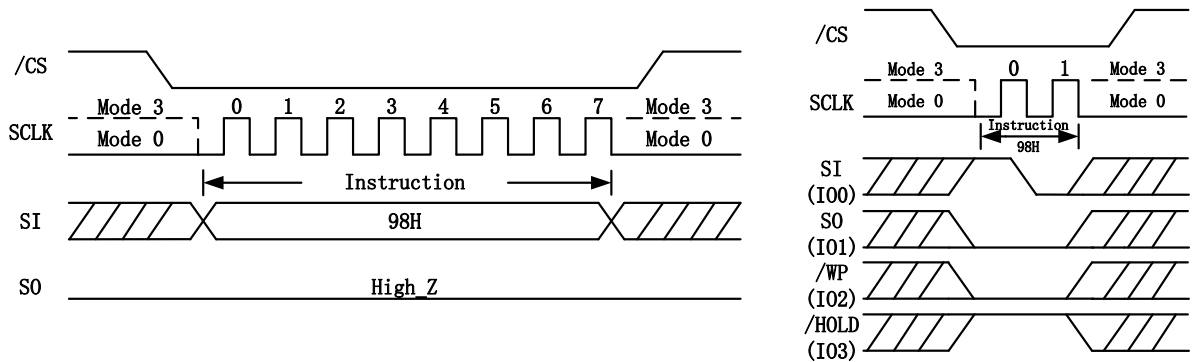 /CS
Mode 3 0 1 2 3 4 5 6 7 Mode 3
SCLK
Mode 0 Mode 0
Instruction
SI 98H
SO High_Z
/CS
Mode 3 0 1 Mode 3
SCLK Mode 0 Mode 0
Instruction
98H
SI
(IO0)
SO
(IO1)
/WP
(IO2)
/HOLD
(IO3)